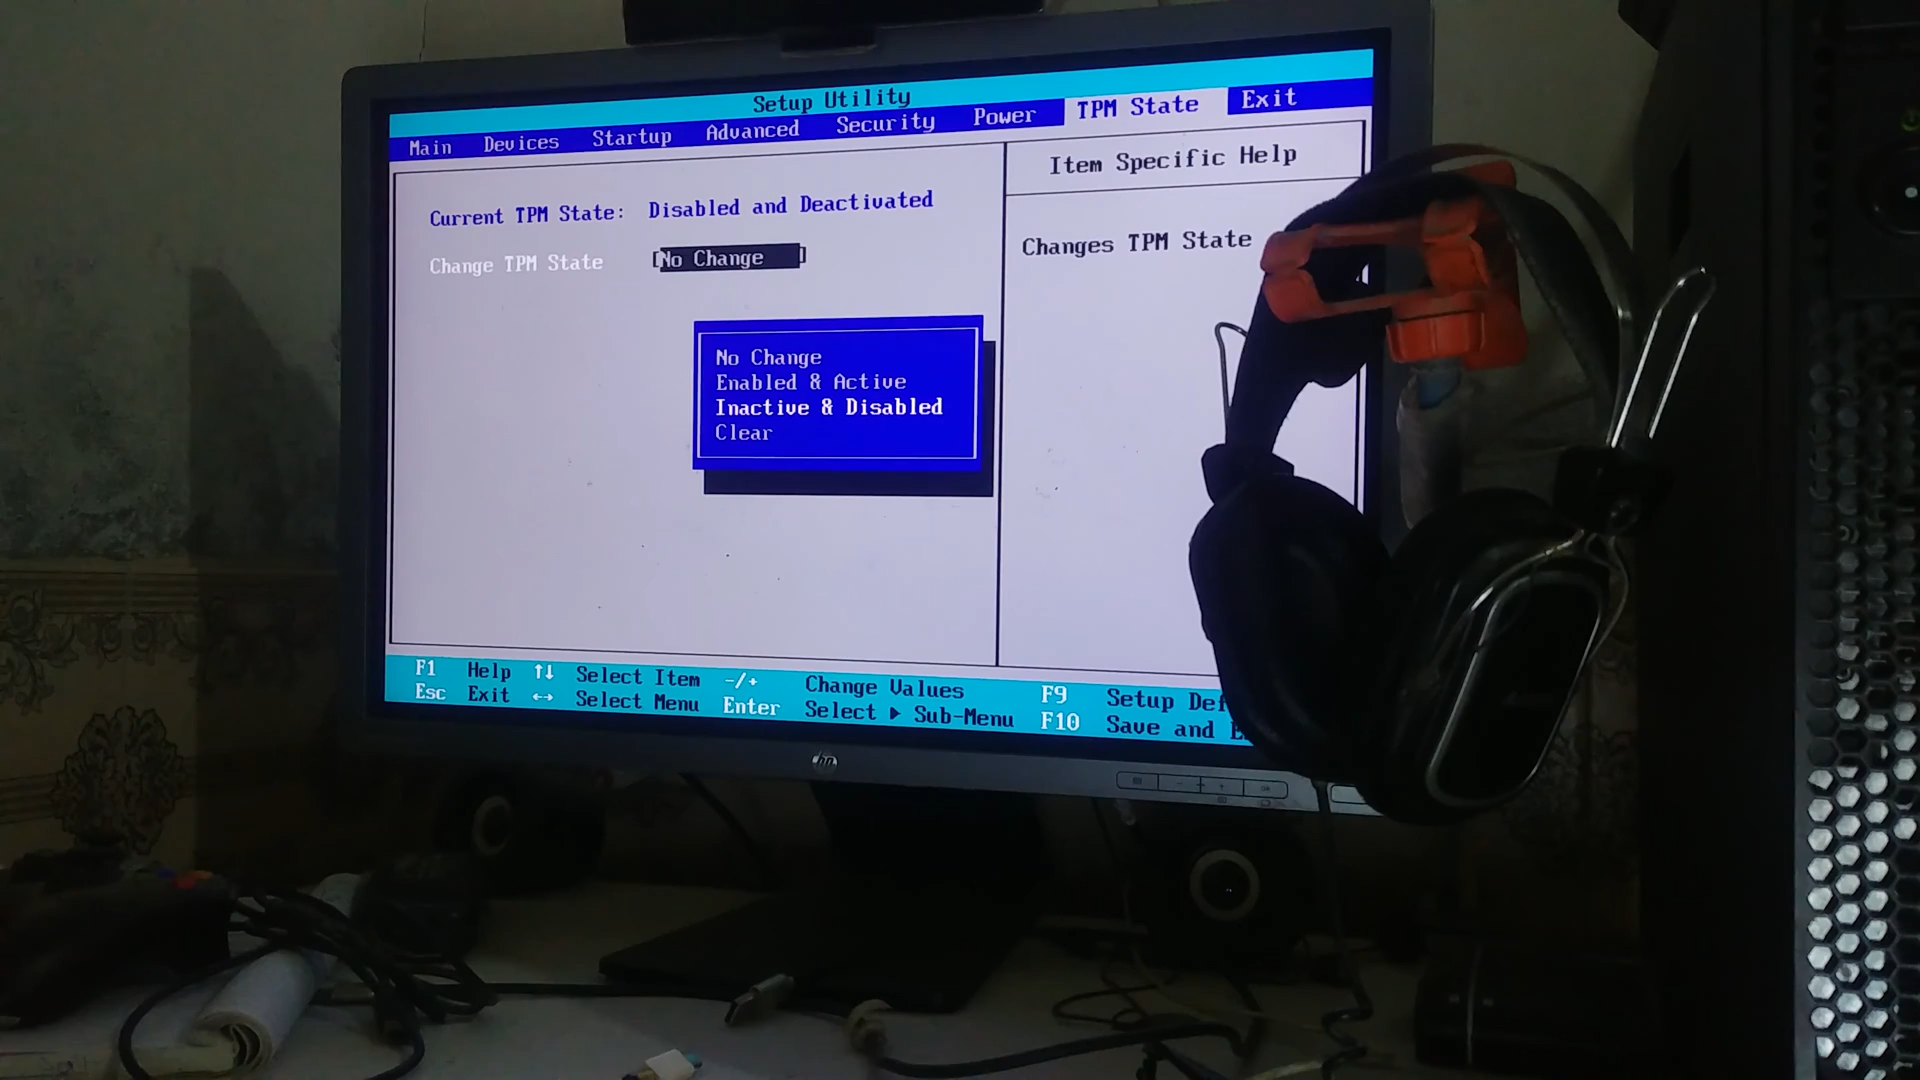 Setup Utility
Main Devices Startup Advanced Security Power TPM State Exit
Item Specific Help
Current TPM State: Disabled and Deactivated
Change TPM State [No Change]
Changes TPM State
No Change
Enabled & Active
Inactive & Disabled
Clear
F1 Help ↑↓ Select Item -/+ Change Values F9 Setup Def
Esc Exit ↔ Select Menu Enter Select ▶ Sub-Menu F10 Save and E
hp